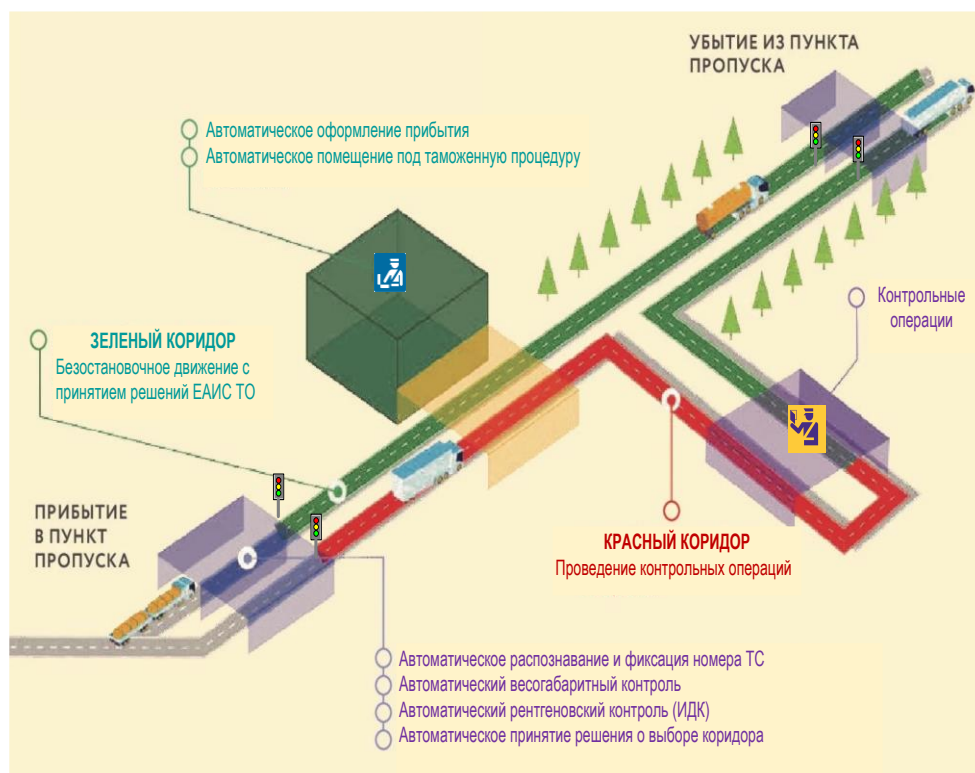 УБЫТИЕ ИЗ ПУНКТА
ПРОПУСКА
Автоматическое оформление прибытия
Автоматическое помещение под таможенную процедуру
Контрольные
операции
ЗЕЛЕНЫЙ КОРИДОР
Безостановочное движение с
принятием решений ЕАИС ТО
ПРИБЫТИЕ
В ПУНКТ
ПРОПУСКА
КРАСНЫЙ КОРИДОР
Проведение контрольных операций
Автоматическое распознавание и фиксация номера ТС
Автоматический весогабаритный контроль
Автоматический рентгеновский контроль (ИДК)
Автоматическое принятие решения о выборе коридора